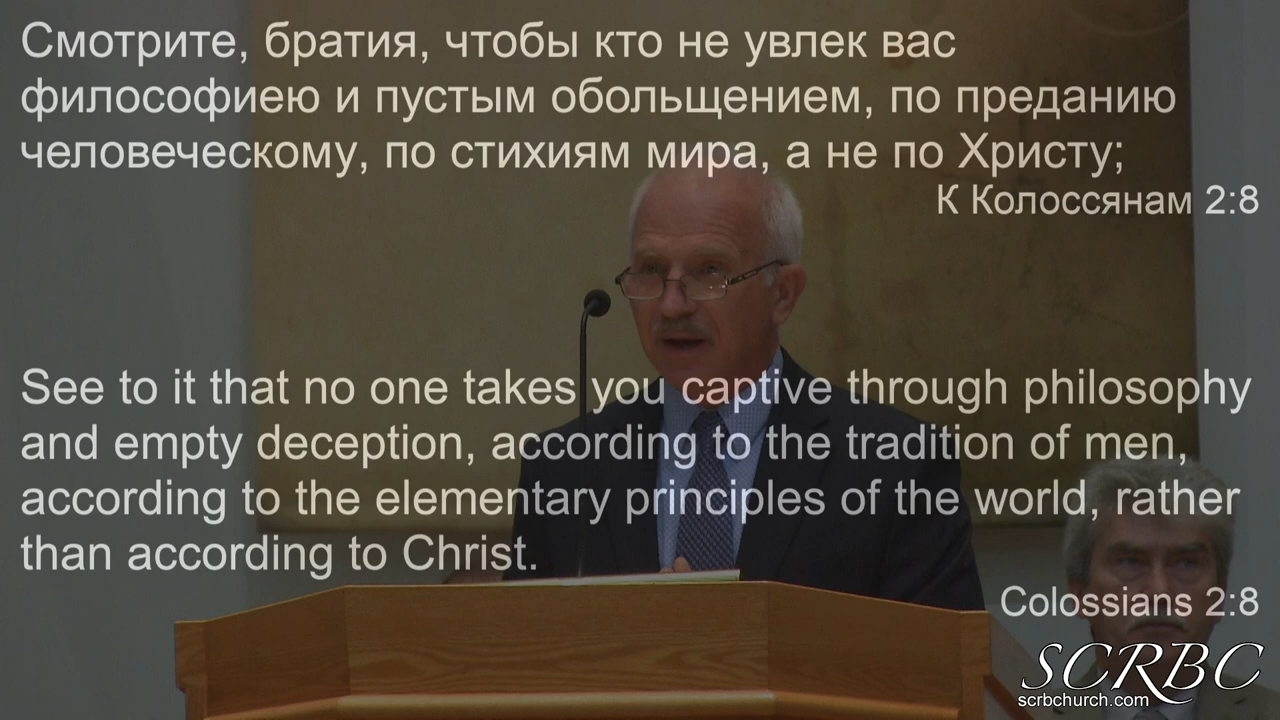 Смотрите, братия, чтобы кто не увлек вас
философиею и пустым обольщением, по преданию
человеческому, по стихиям мира, а не по Христу;
К Колоссянам 2:8
See to it that no one takes you captive through philosophy
and empty deception, according to the tradition of men,
according to the elementary principles of the world, rather
than according to Christ.
Colossians 2:8
SCRBC
scrbchurch.com